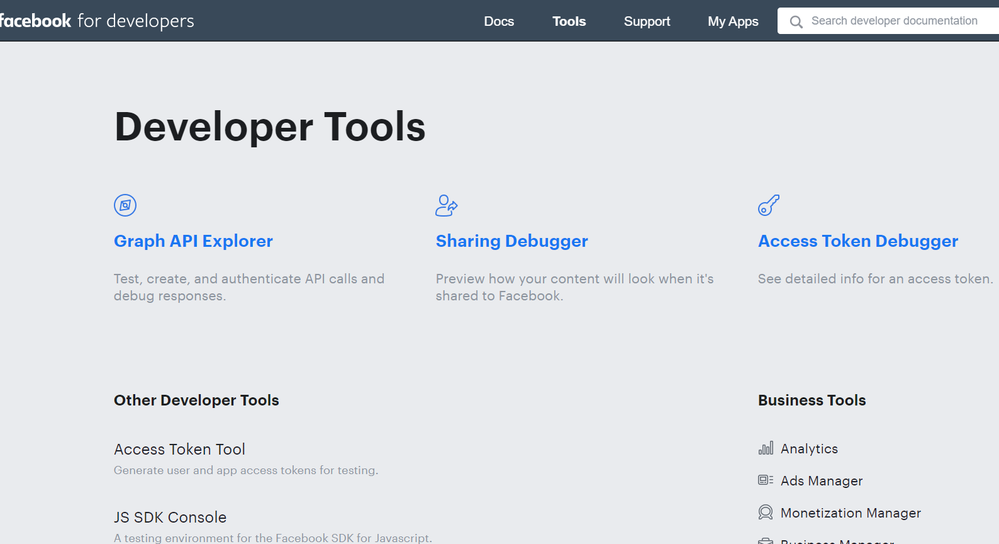 facebook for developers
Docs
Tools
Support
My Apps
Search developer documentation
Developer Tools
Graph API Explorer
Test, create, and authenticate API calls and
debug responses.
Sharing Debugger
Preview how your content will look when it's
shared to Facebook.
Access Token Debugger
See detailed info for an access token.
Other Developer Tools
Access Token Tool
Generate user and app access tokens for testing.
JS SDK Console
A testing environment for the Facebook SDK for Javascript.
Business Tools
Analytics
Ads Manager
Monetization Manager
Business Manager